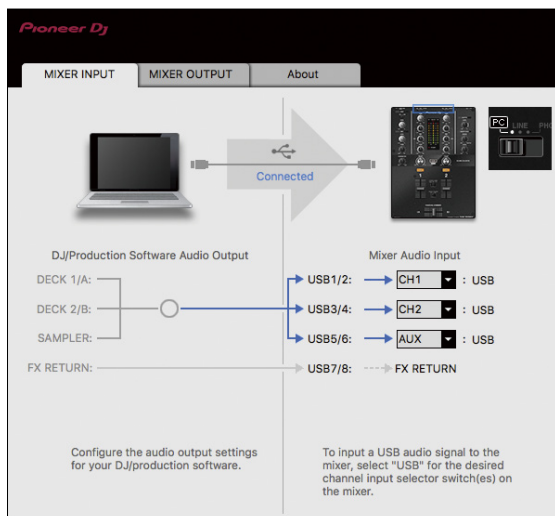 Pioneer Dj
MIXER INPUT
MIXER OUTPUT
About
Connected
PC
LINE
DJ/Production Software Audio Output
Mixer Audio Input
DECK 1/A:
USB1/2:
CH1
: USB
DECK 2/B:
USB3/4:
CH2
: USB
SAMPLER:
USB5/6:
AUX
: USB
FX RETURN:
USB7/8:
FX RETURN
Configure the audio output settings
for your DJ/production software.
To input a USB audio signal to the
mixer, select "USB" for the desired
channel input selector switch(es) on
the mixer.